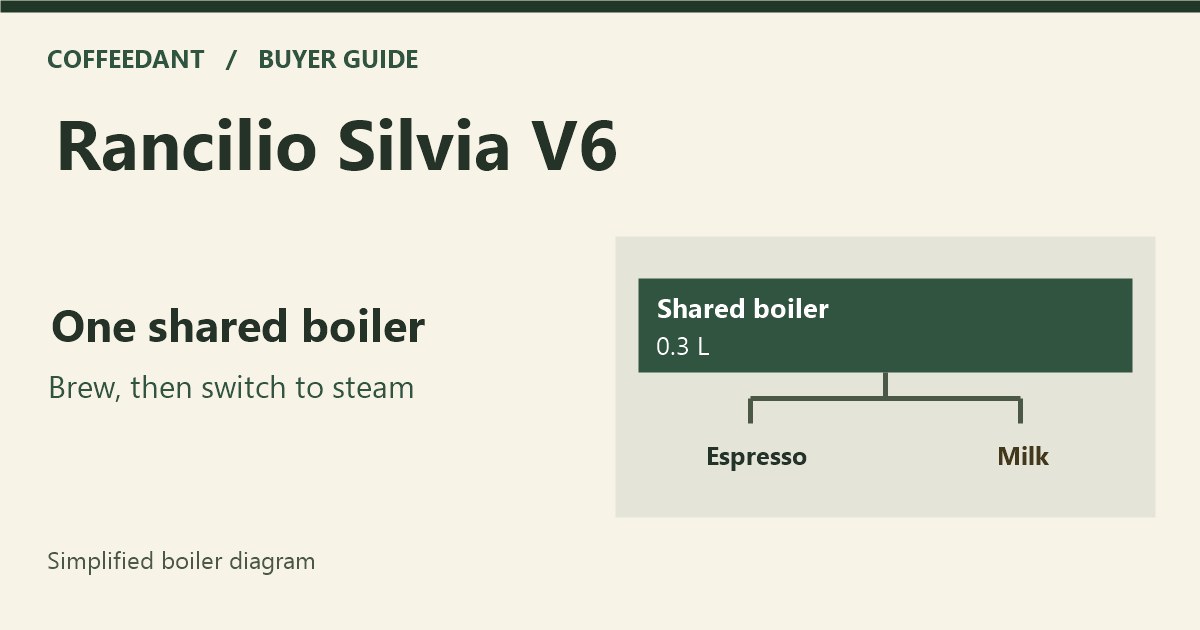 COFFEEDANT / BUYER GUIDE
Rancilio Silvia V6
One shared boiler
Brew, then switch to steam
Shared boiler
0.3 L
Espresso
Milk
Simplified boiler diagram